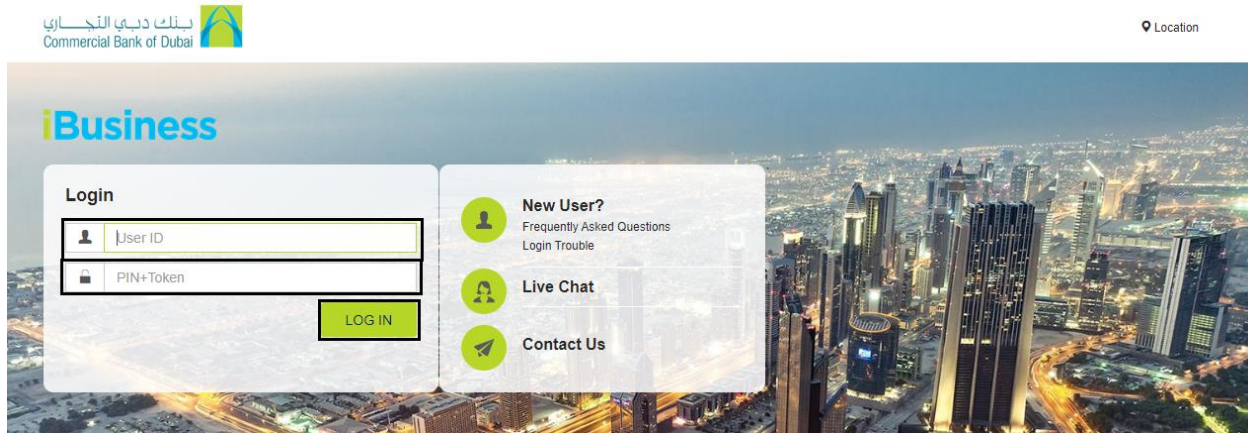 بنك دبي التجاري
Commercial Bank of Dubai
Location
iBusiness
Login
User ID
PIN+Token
LOG IN
New User?
Frequently Asked Questions
Login Trouble
Live Chat
Contact Us